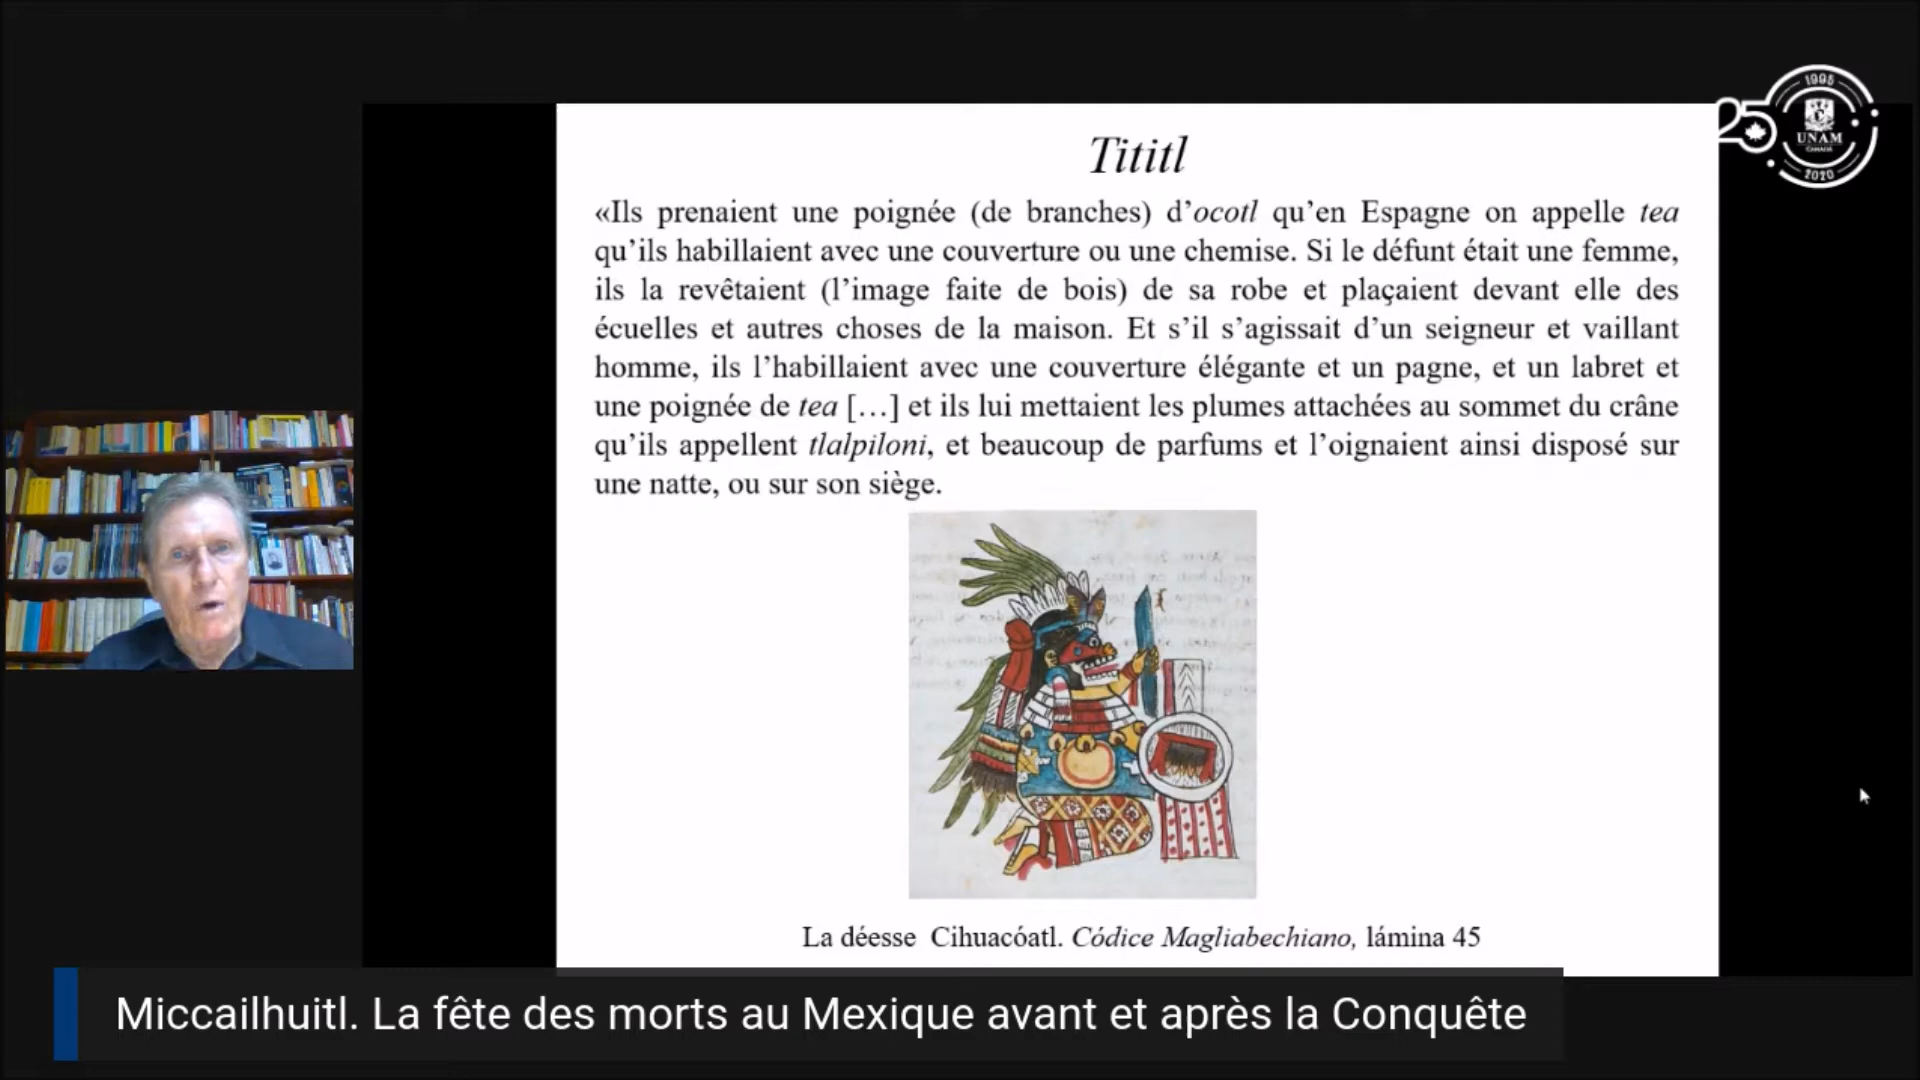 Tititl
«Ils prenaient une poignée (de branches) d’ocotl qu’en Espagne on appelle tea
qu’ils habillaient avec une couverture ou une chemise. Si le défunt était une femme,
ils la revêtaient (l’image faite de bois) de sa robe et plaçaient devant elle des
écuelles et autres choses de la maison. Et s’il s’agissait d’un seigneur et vaillant
homme, ils l’habillaient avec une couverture élégante et un pagne, et un labret et
une poignée de tea […] et ils lui mettaient les plumes attachées au sommet du crâne
qu’ils appellent tlalpiloni, et beaucoup de parfums et l’oignaient ainsi disposé sur
une natte, ou sur son siège.
La déesse Cihuacóatl. Códice Magliabechiano, lámina 45
25
1995
UNAM
CANADÁ
2020
Miccailhuitl. La fête des morts au Mexique avant et après la Conquête